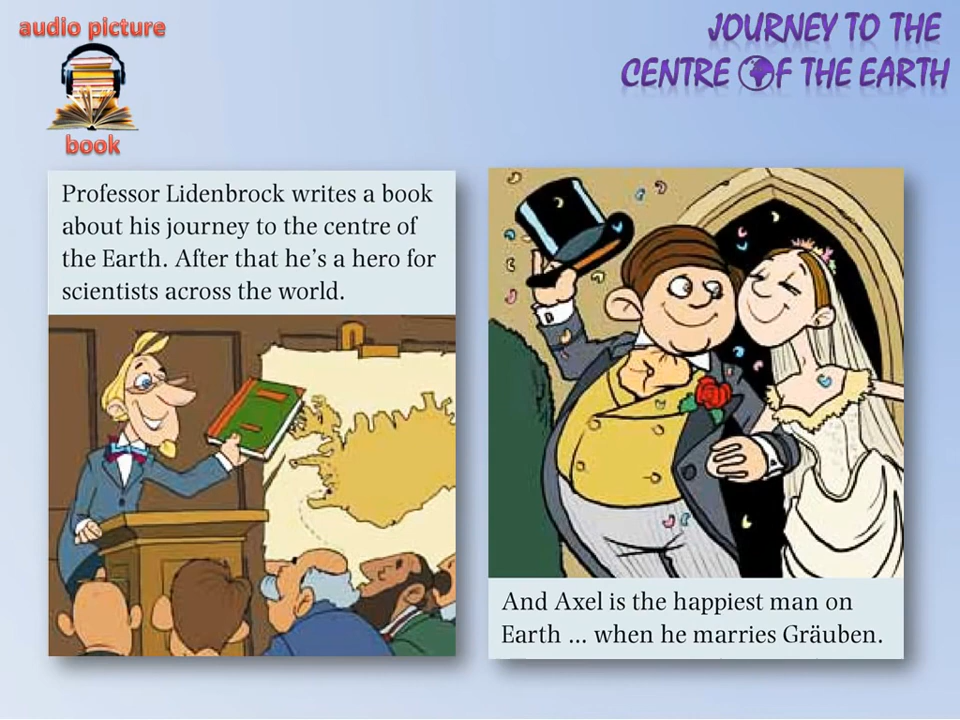 audio picture
book
JOURNEY TO THE
CENTRE OF THE EARTH
Professor Lidenbrock writes a book
about his journey to the centre of
the Earth. After that he's a hero for
scientists across the world.
And Axel is the happiest man on
Earth ... when he marries Gräuben.